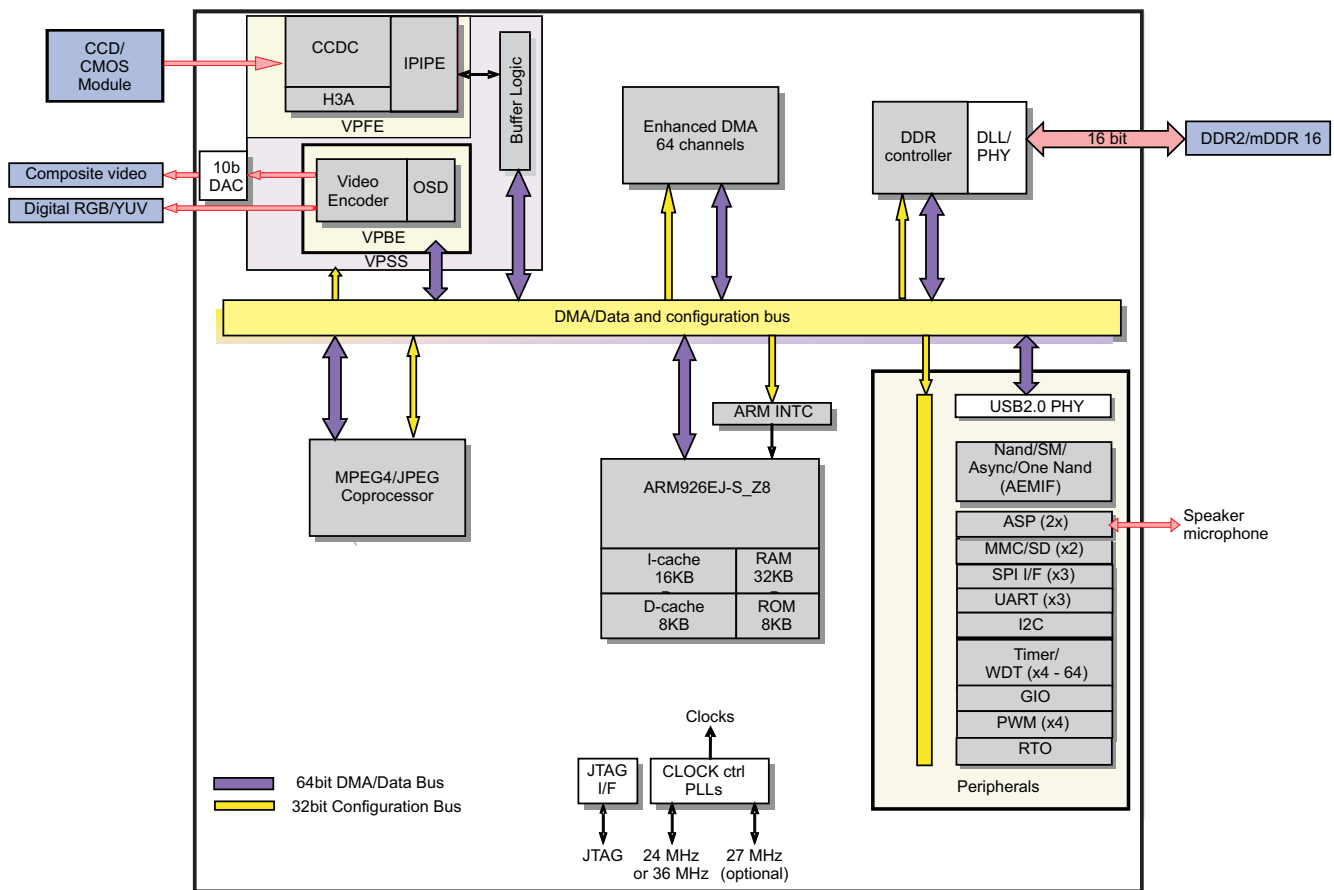 CCD/
CMOS
Module
CCDC
IPIPE
H3A
VPFE
Buffer Logic
Composite video
Digital RGB/YUV
10b
DAC
Video
Encoder
OSD
VPBE
VPSS
Enhanced DMA
64 channels
DDR
controller
DLL/
PHY
16 bit
DDR2/mDDR 16
DMA/Data and configuration bus
MPEG4/JPEG
Coprocessor
ARM INTC
ARM926EJ-S_Z8
I-cache
16KB
RAM
32KB
D-cache
8KB
ROM
8KB
USB2.0 PHY
Nand/SM/
Async/One Nand
(AEMIF)
ASP (2x)
MMC/SD (x2)
SPI I/F (x3)
UART (x3)
I2C
Timer/
WDT (x4 - 64)
GIO
PWM (x4)
RTO
Peripherals
Speaker
microphone
64bit DMA/Data Bus
32bit Configuration Bus
Clocks
JTAG
I/F
CLOCK ctrl
PLLs
JTAG
24 MHz
or 36 MHz
27 MHz
(optional)